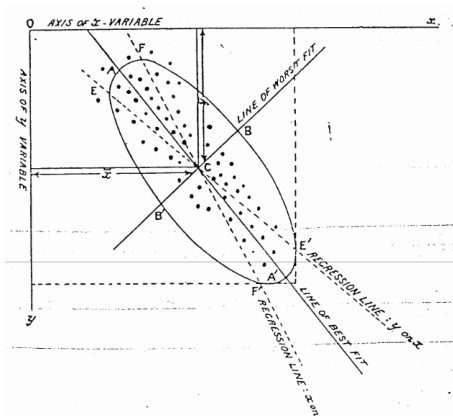 O
AXIS OF x-VARIABLE
x
F
A
E
ȳ
LINE OF WORST FIT
B
AXIS OF y VARIABLE
x̄
C
B'
E'
A'
F'
REGRESSION LINE: y on x
LINE OF BEST FIT
REGRESSION LINE: x on
y